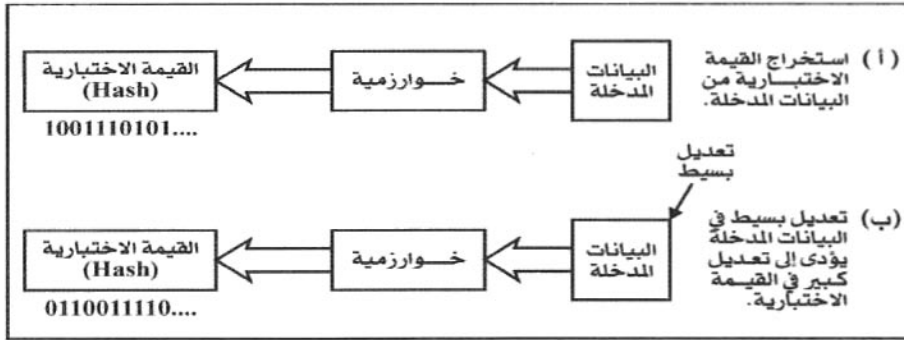 (أ) استخراج القيمة
الاختبارية من
البيانات المدخلة.
البيانات
المدخلة
خوارزمية
القيمة الاختبارية
(Hash)
1001110101....
تعديل
بسيط
(ب) تعديل بسيط في
البيانات المدخلة
يؤدى إلى تعديل
كبير في القيمة
الاختبارية.
البيانات
المدخلة
خوارزمية
القيمة الاختبارية
(Hash)
0110011110....